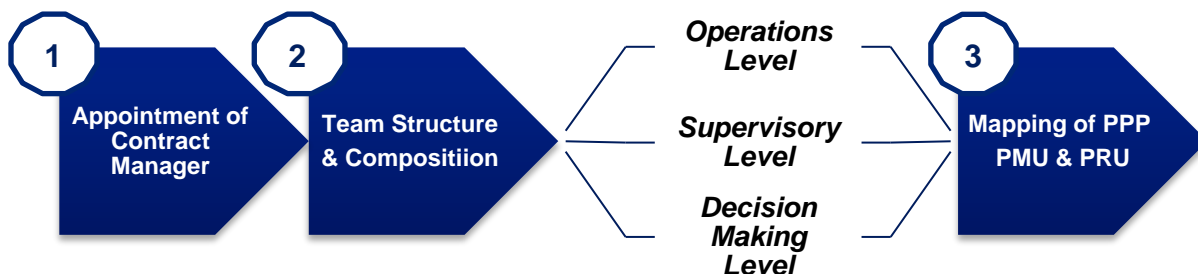 1
Appointment of
Contract
Manager
2
Team Structure
& Compositiion
Operations
Level
Supervisory
Level
Decision
Making
Level
3
Mapping of PPP
PMU & PRU